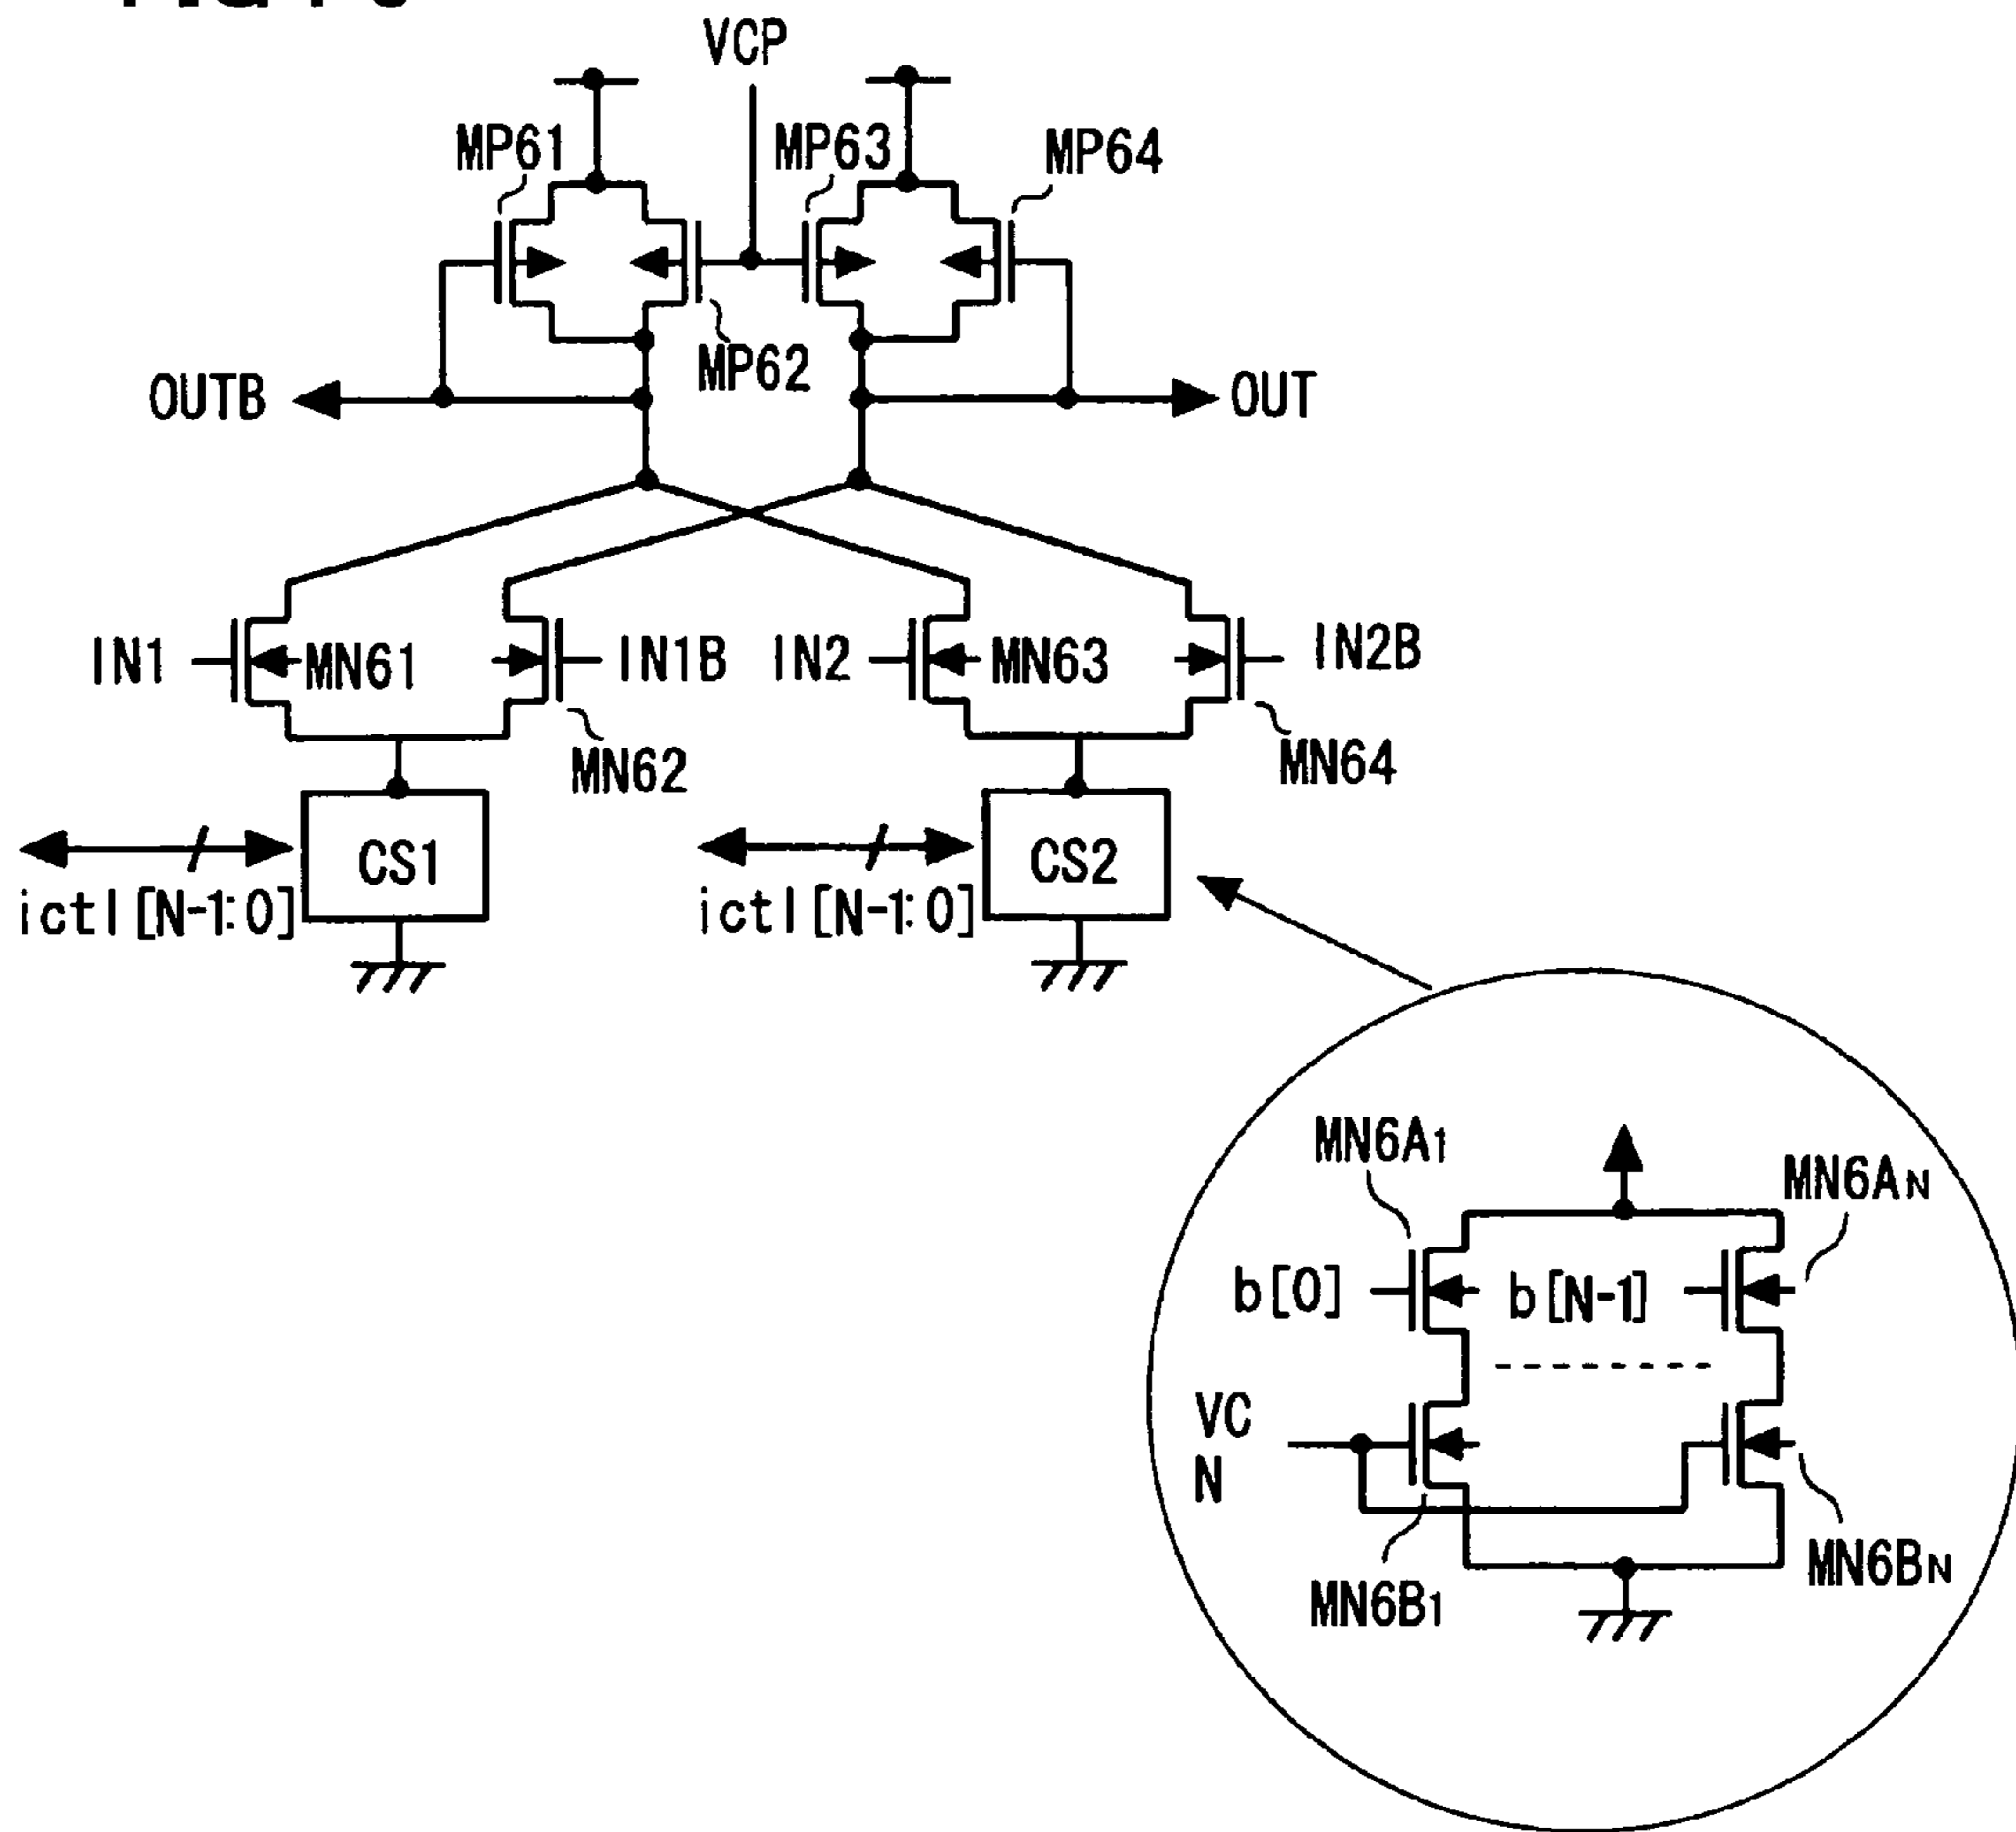 VCP
MP61
MP63
MP64
MP62
OUTB
OUT
IN1
MN61
IN1B
IN2
MN63
IN2B
MN62
MN64
CS1
CS2
ictl[N-1:0]
ictl[N-1:0]
MN6A1
MN6AN
b[0]
b[N-1]
VC
N
MN6B1
MN6BN